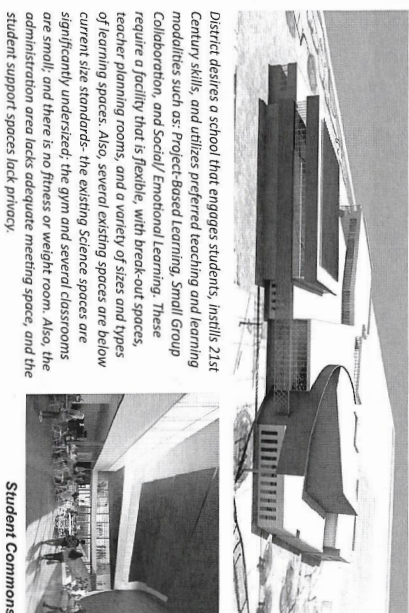 District desires a school that engages students, instills 21st
Century skills, and utilizes preferred teaching and learning
modalities such as: Project-Based Learning, Small Group
Collaboration, and Social/ Emotional Learning. These
require a facility that is flexible, with break-out spaces,
teacher planning rooms, and a variety of sizes and types
of learning spaces. Also, several existing spaces are below
current size standards- the existing Science spaces are
significantly undersized; the gym and several classrooms
are small; and there is no fitness or weight room. Also, the
administration area lacks adequate meeting space, and the
student support spaces lack privacy.
Student Commons